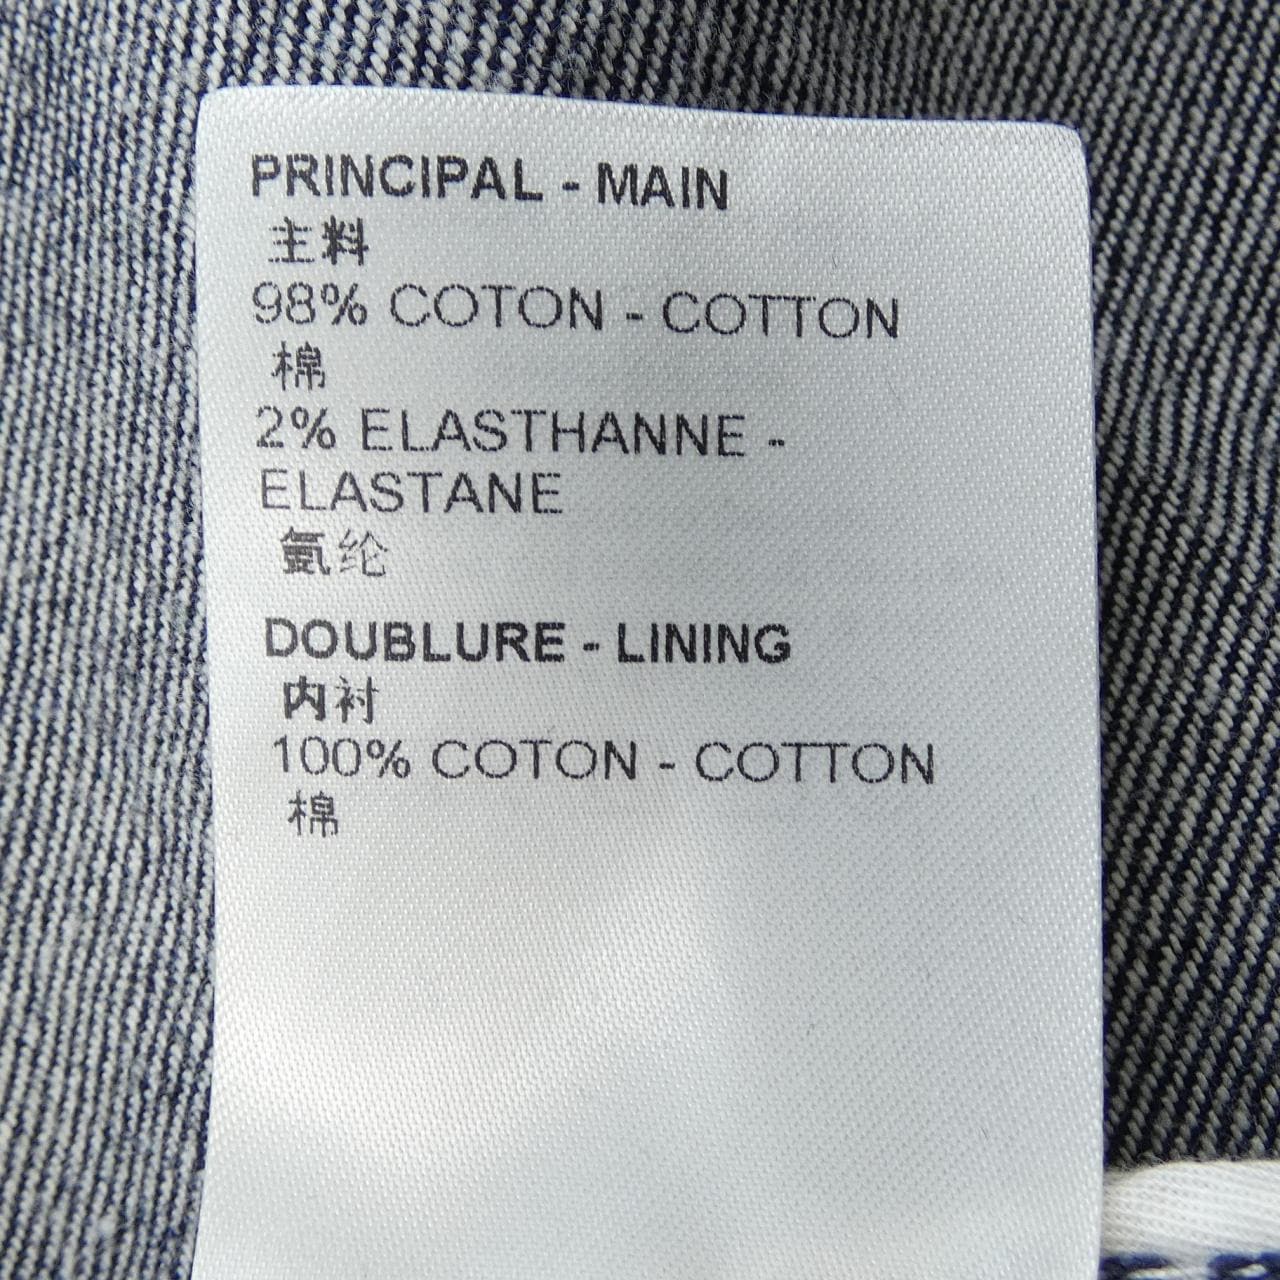 PRINCIPAL - MAIN
主料
98% COTON - COTTON
棉
2% ELASTHANNE -
ELASTANE
氨纶
DOUBLURE - LINING
内衬
100% COTON - COTTON
棉